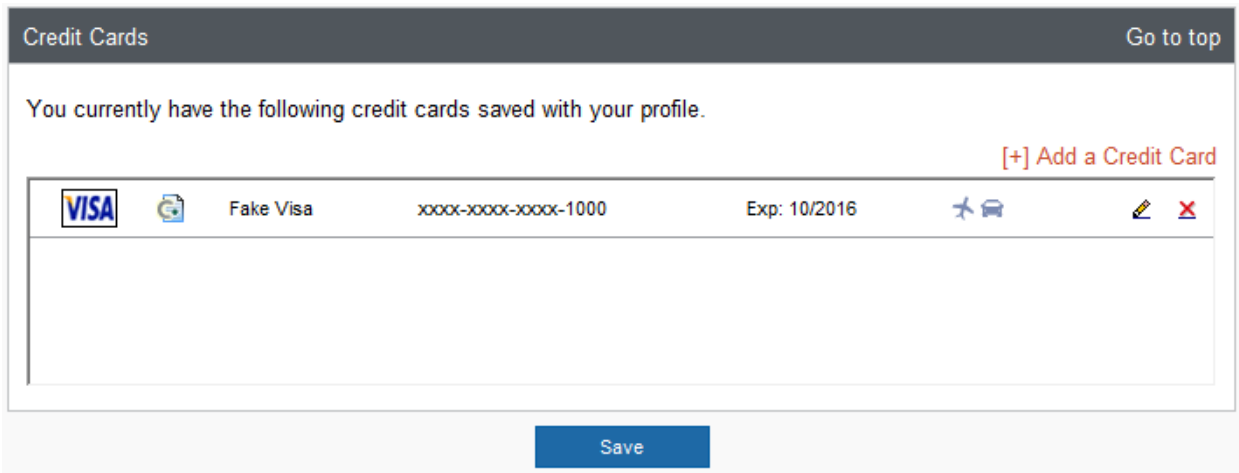 Credit Cards Go to top
You currently have the following credit cards saved with your profile.
[+] Add a Credit Card
VISA Fake Visa xxxx-xxxx-xxxx-1000 Exp: 10/2016
Save